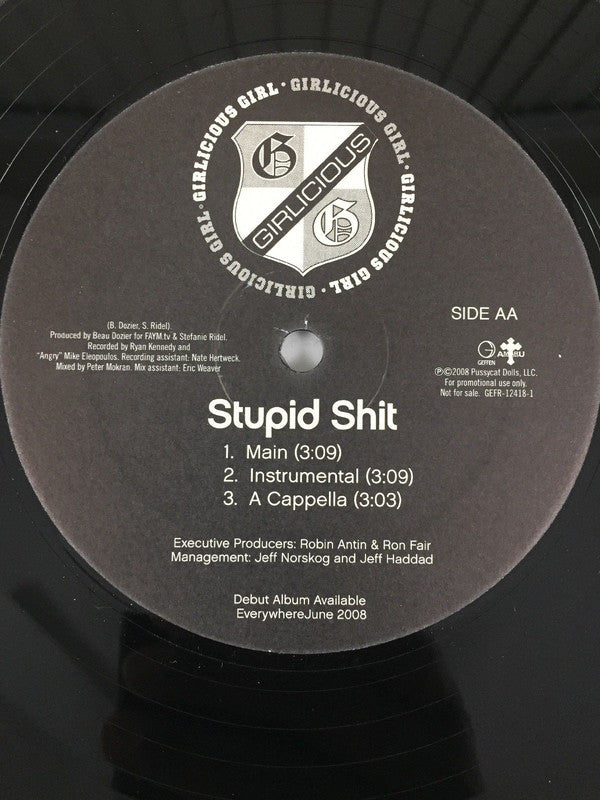 GIRLICIOUS GIRL · GIRLICIOUS GIRL · GIRLICIOUS GIRL · GIRLICIOUS GIRL ·
G
GIRLICIOUS
G
SIDE AA
(B. Dozier, S. Ridel).
Produced by Beau Dozier for FAYM.tv & Stefanie Ridel.
Recorded by Ryan Kennedy and
"Angry" Mike Eleopoulos. Recording assistant: Nate Hertweck.
Mixed by Peter Mokran. Mix assistant: Eric Weaver
GEFFEN
℗©2008 Pussycat Dolls, LLC.
For promotional use only.
Not for sale. GEFR-12418-1
Stupid Shit
1. Main (3:09)
2. Instrumental (3:09)
3. A Cappella (3:03)
Executive Producers: Robin Antin & Ron Fair
Management: Jeff Norskog and Jeff Haddad
Debut Album Available
EverywhereJune 2008